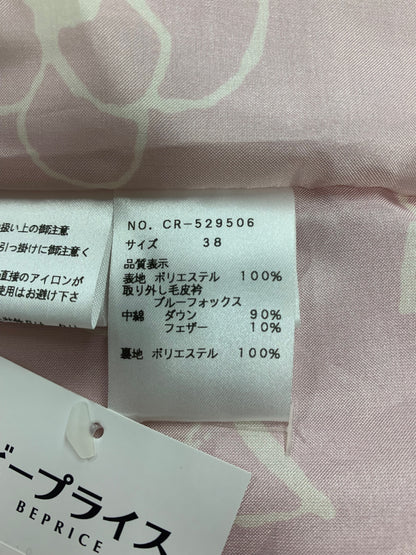 NO. CR-529506
サイズ 38
品質表示
表地 ポリエステル 100%
取り外し毛皮衿
ブルーフォックス
中綿 ダウン 90%
フェザー 10%
裏地 ポリエステル 100%
扱い上の御注意
引っ掛けに御注意く
直接のアイロンが
使用はお避け下さ
ビープライス
BEPRICE